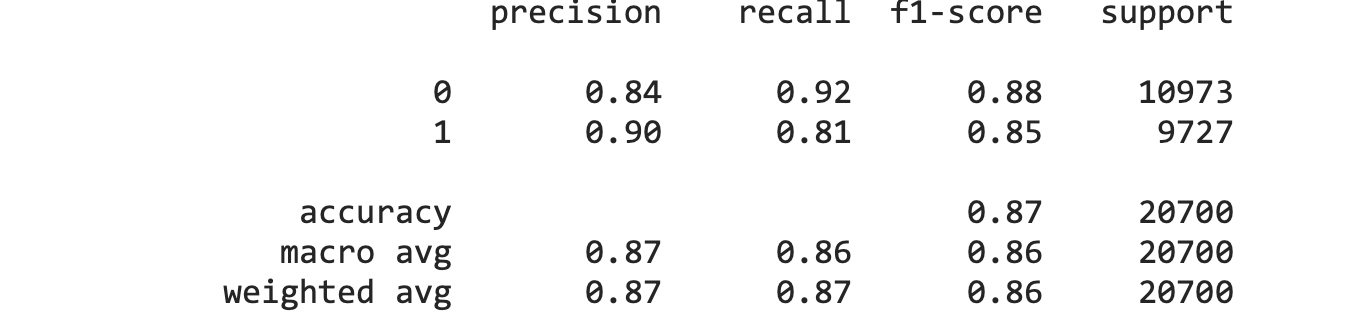 precision recall f1-score support
0 0.84 0.92 0.88 10973
1 0.90 0.81 0.85 9727
accuracy 0.87 20700
macro avg 0.87 0.86 0.86 20700
weighted avg 0.87 0.87 0.86 20700